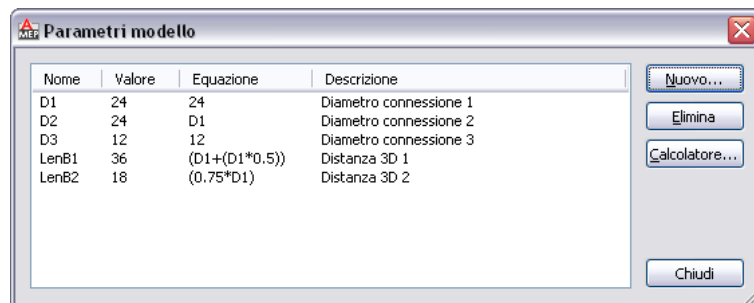 MEP Parametri modello
Nome Valore Equazione Descrizione
D1 24 24 Diametro connessione 1
D2 24 D1 Diametro connessione 2
D3 12 12 Diametro connessione 3
LenB1 36 (D1+(D1*0.5)) Distanza 3D 1
LenB2 18 (0.75*D1) Distanza 3D 2
Nuovo...
Elimina
Calcolatore...
Chiudi